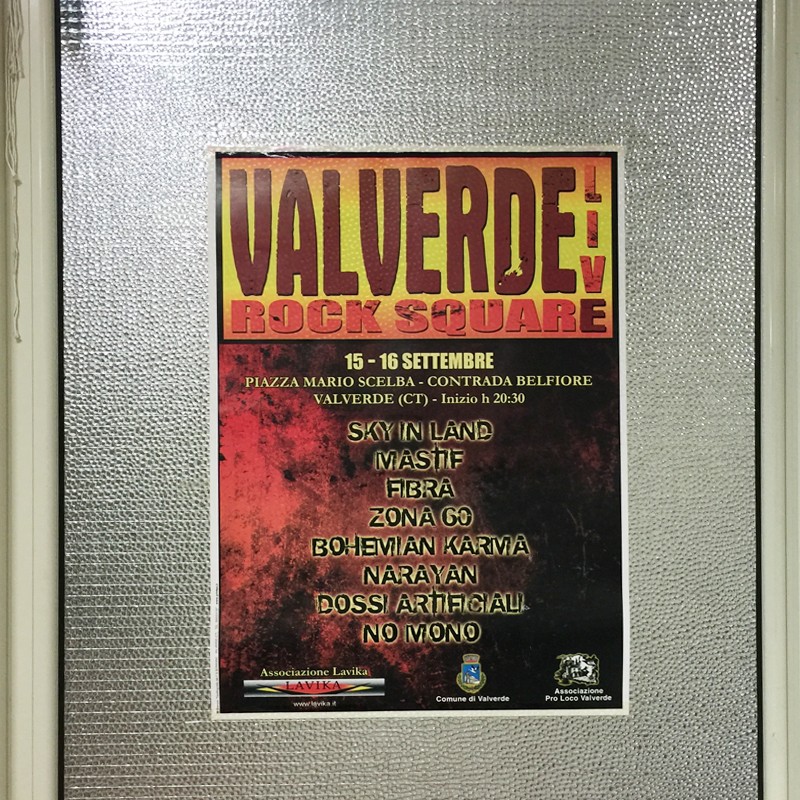 VALVERDE
LIVE
ROCK SQUARE
15 - 16 SETTEMBRE
PIAZZA MARIO SCELBA - CONTRADA BELFIORE
VALVERDE (CT) - Inizio h 20:30
SKY IN LAND
MASTIF
FIBRA
ZONA 60
BOHEMIAN KARMA
NARAYAN
DOSSI ARTIFICIALI
NO MONO
Associazione Lavika
LAVIKA
www.lavika.it
Comune di Valverde
Associazione
Pro Loco Valverde